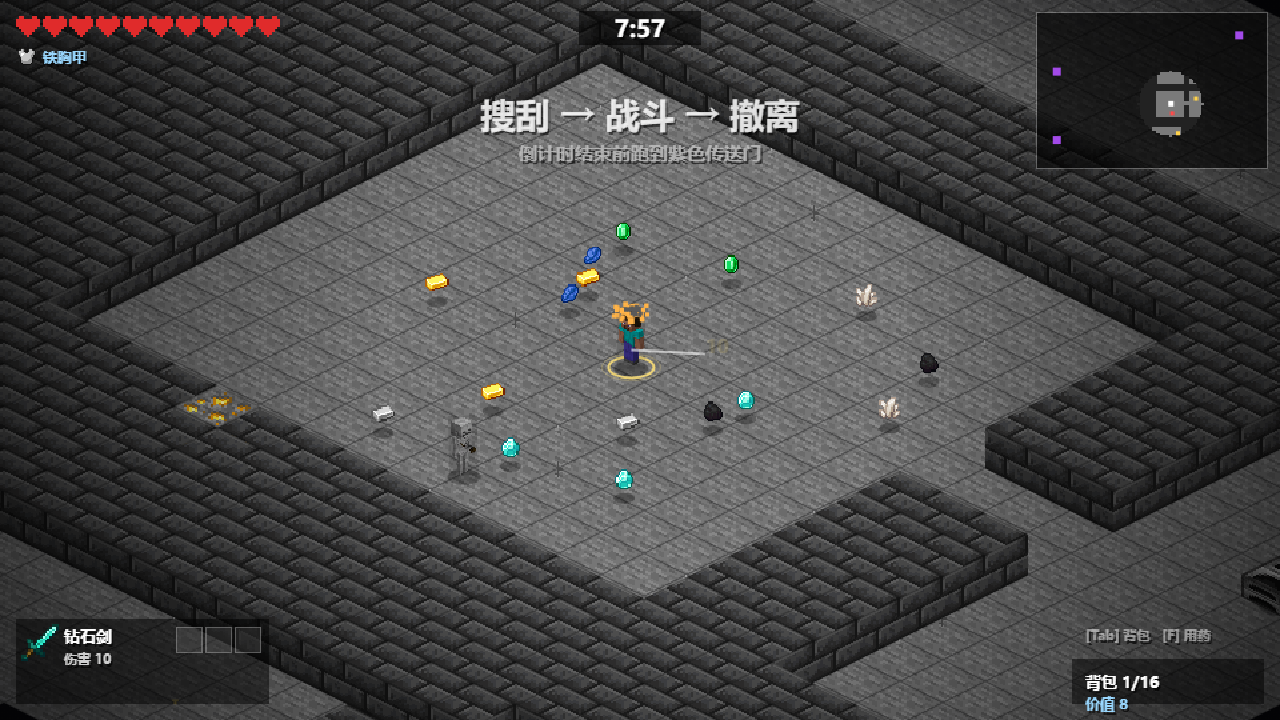 7:57
铁胸甲
搜刮 → 战斗 → 撤离
倒计时结束前跑到紫色传送门
钻石剑
伤害 10
[Tab] 背包 [F] 用药
背包 1/16
价值 8